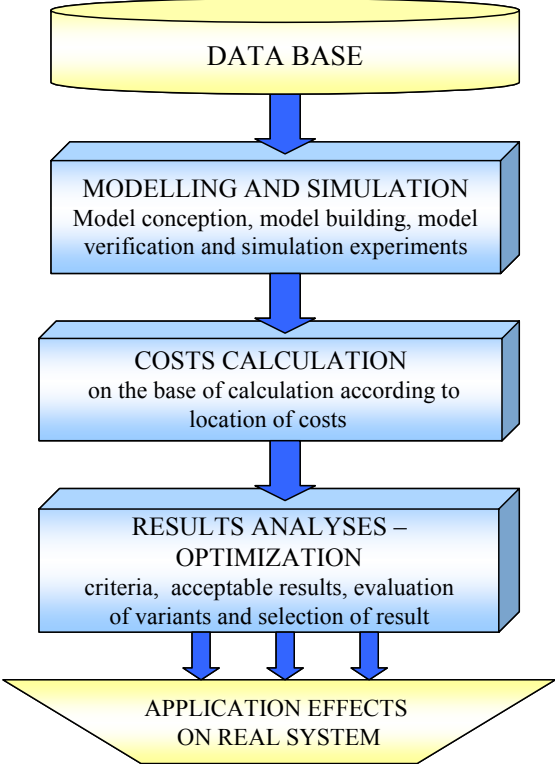 DATA BASE
MODELLING AND SIMULATION
Model conception, model building, model
verification and simulation experiments
COSTS CALCULATION
on the base of calculation according to
location of costs
RESULTS ANALYSES –
OPTIMIZATION
criteria, acceptable results, evaluation
of variants and selection of result
APPLICATION EFFECTS
ON REAL SYSTEM